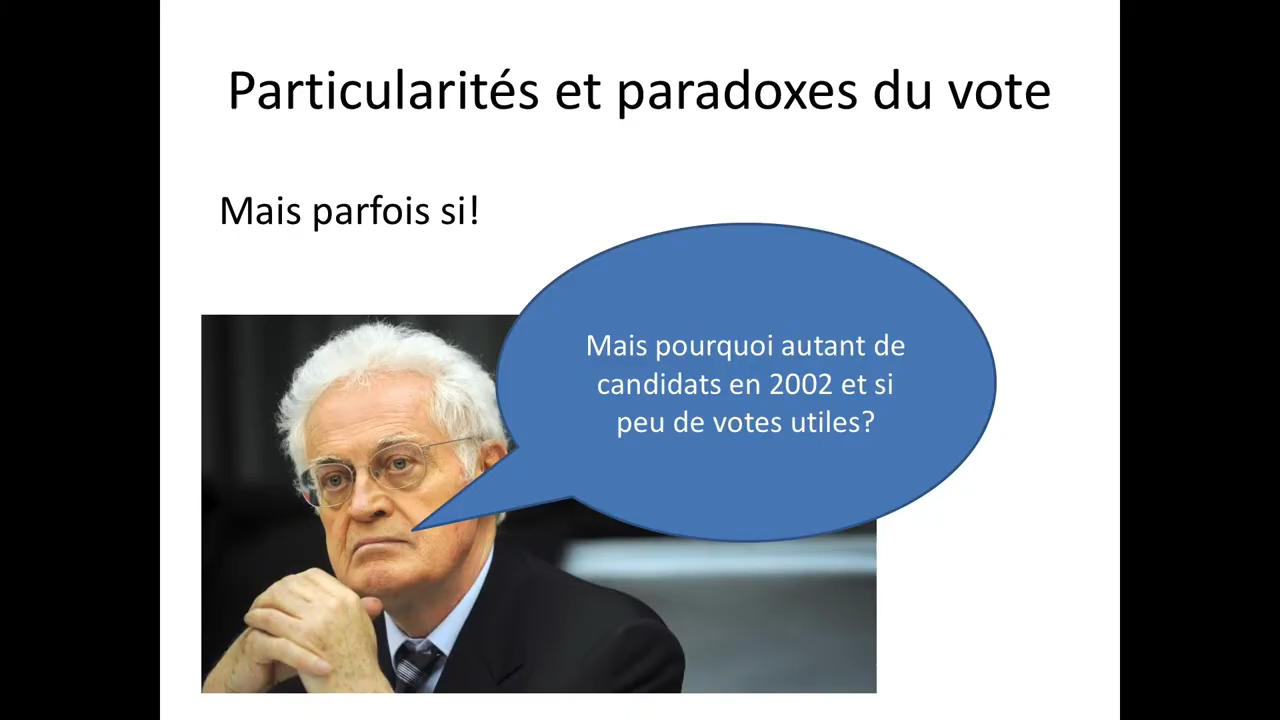 Particularités et paradoxes du vote
Mais parfois si!
Mais pourquoi autant de
candidats en 2002 et si
peu de votes utiles?